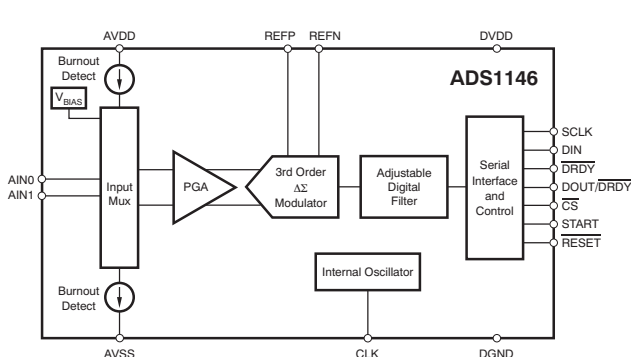 AVDD
REFP
REFN
DVDD
Burnout
Detect
ADS1146
VBIAS
SCLK
DIN
DRDY
DOUT/DRDY
CS
START
RESET
AIN0
AIN1
Input
Mux
PGA
3rd Order
ΔΣ
Modulator
Adjustable
Digital
Filter
Serial
Interface
and
Control
Internal Oscillator
Burnout
Detect
AVSS
CLK
DGND